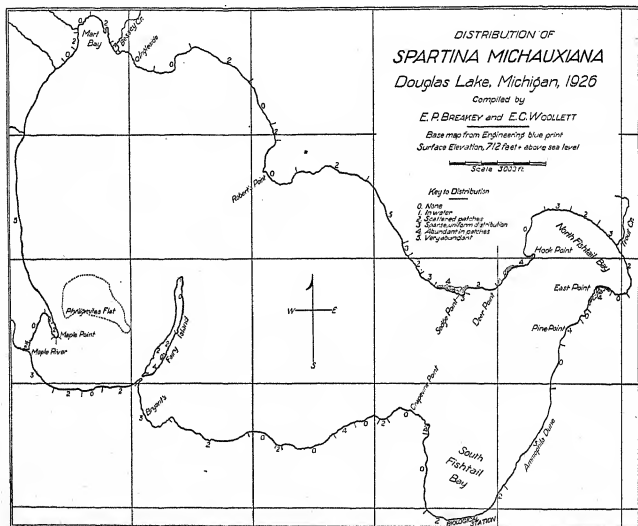 DISTRIBUTION OF
SPARTINA MICHAUXIANA
Douglas Lake, Michigan, 1926
Compiled by
E.P. BREAKEY and E.C. WOOLLETT
Base map from Engineering blue print
Surface Elevation, 712 feet + above sea level
Scale 3000 ft.
Key to Distribution
0. None
1. In water
2. Scattered patches
3. Sparse, uniform distribution
4. Abundant in patches
5. Very abundant
Marl
Bay
Bessey Cr.
Ingleside
Robert's Point
North Fishtail Bay
Trout Cr.
Hook Point
East Point
Pine Point
Sedge Point
Deer Point
Phragmites Flat
Maple Point
Maple River
Fairy Island
W
E
S
Bryant's
Grapevine Point
Ammophila Dune
South
Fishtail
Bay
BIOLOGICAL STATION